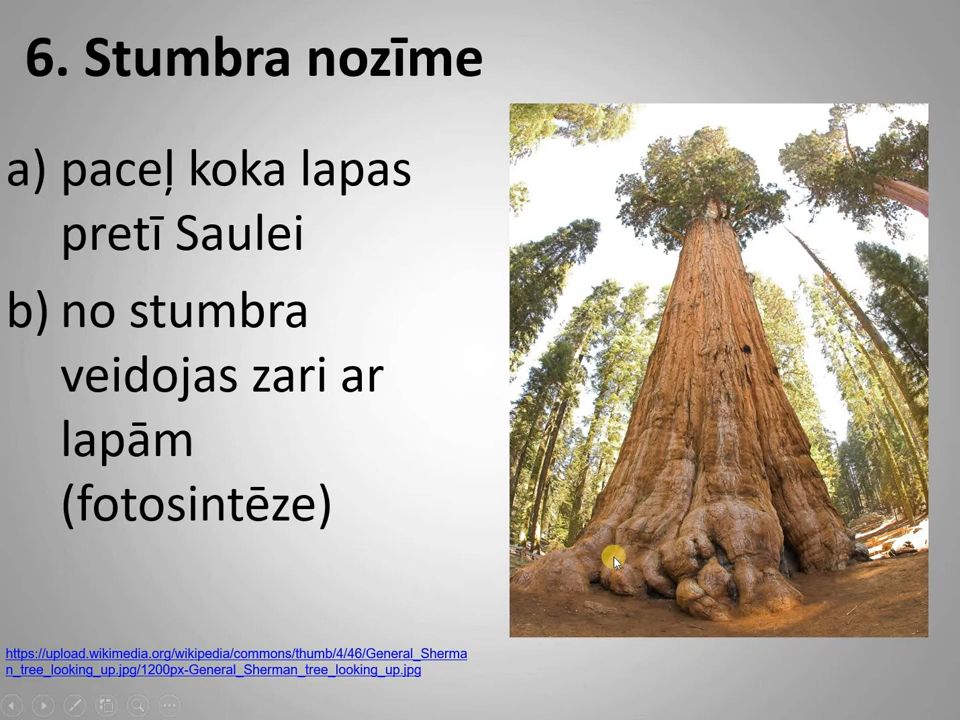 6. Stumbra nozīme
a) paceļ koka lapas
pretī Saulei
b) no stumbra
veidojas zari ar
lapām
(fotosintēze)
https://upload.wikimedia.org/wikipedia/commons/thumb/4/46/General_Sherma
n_tree_looking_up.jpg/1200px-General_Sherman_tree_looking_up.jpg